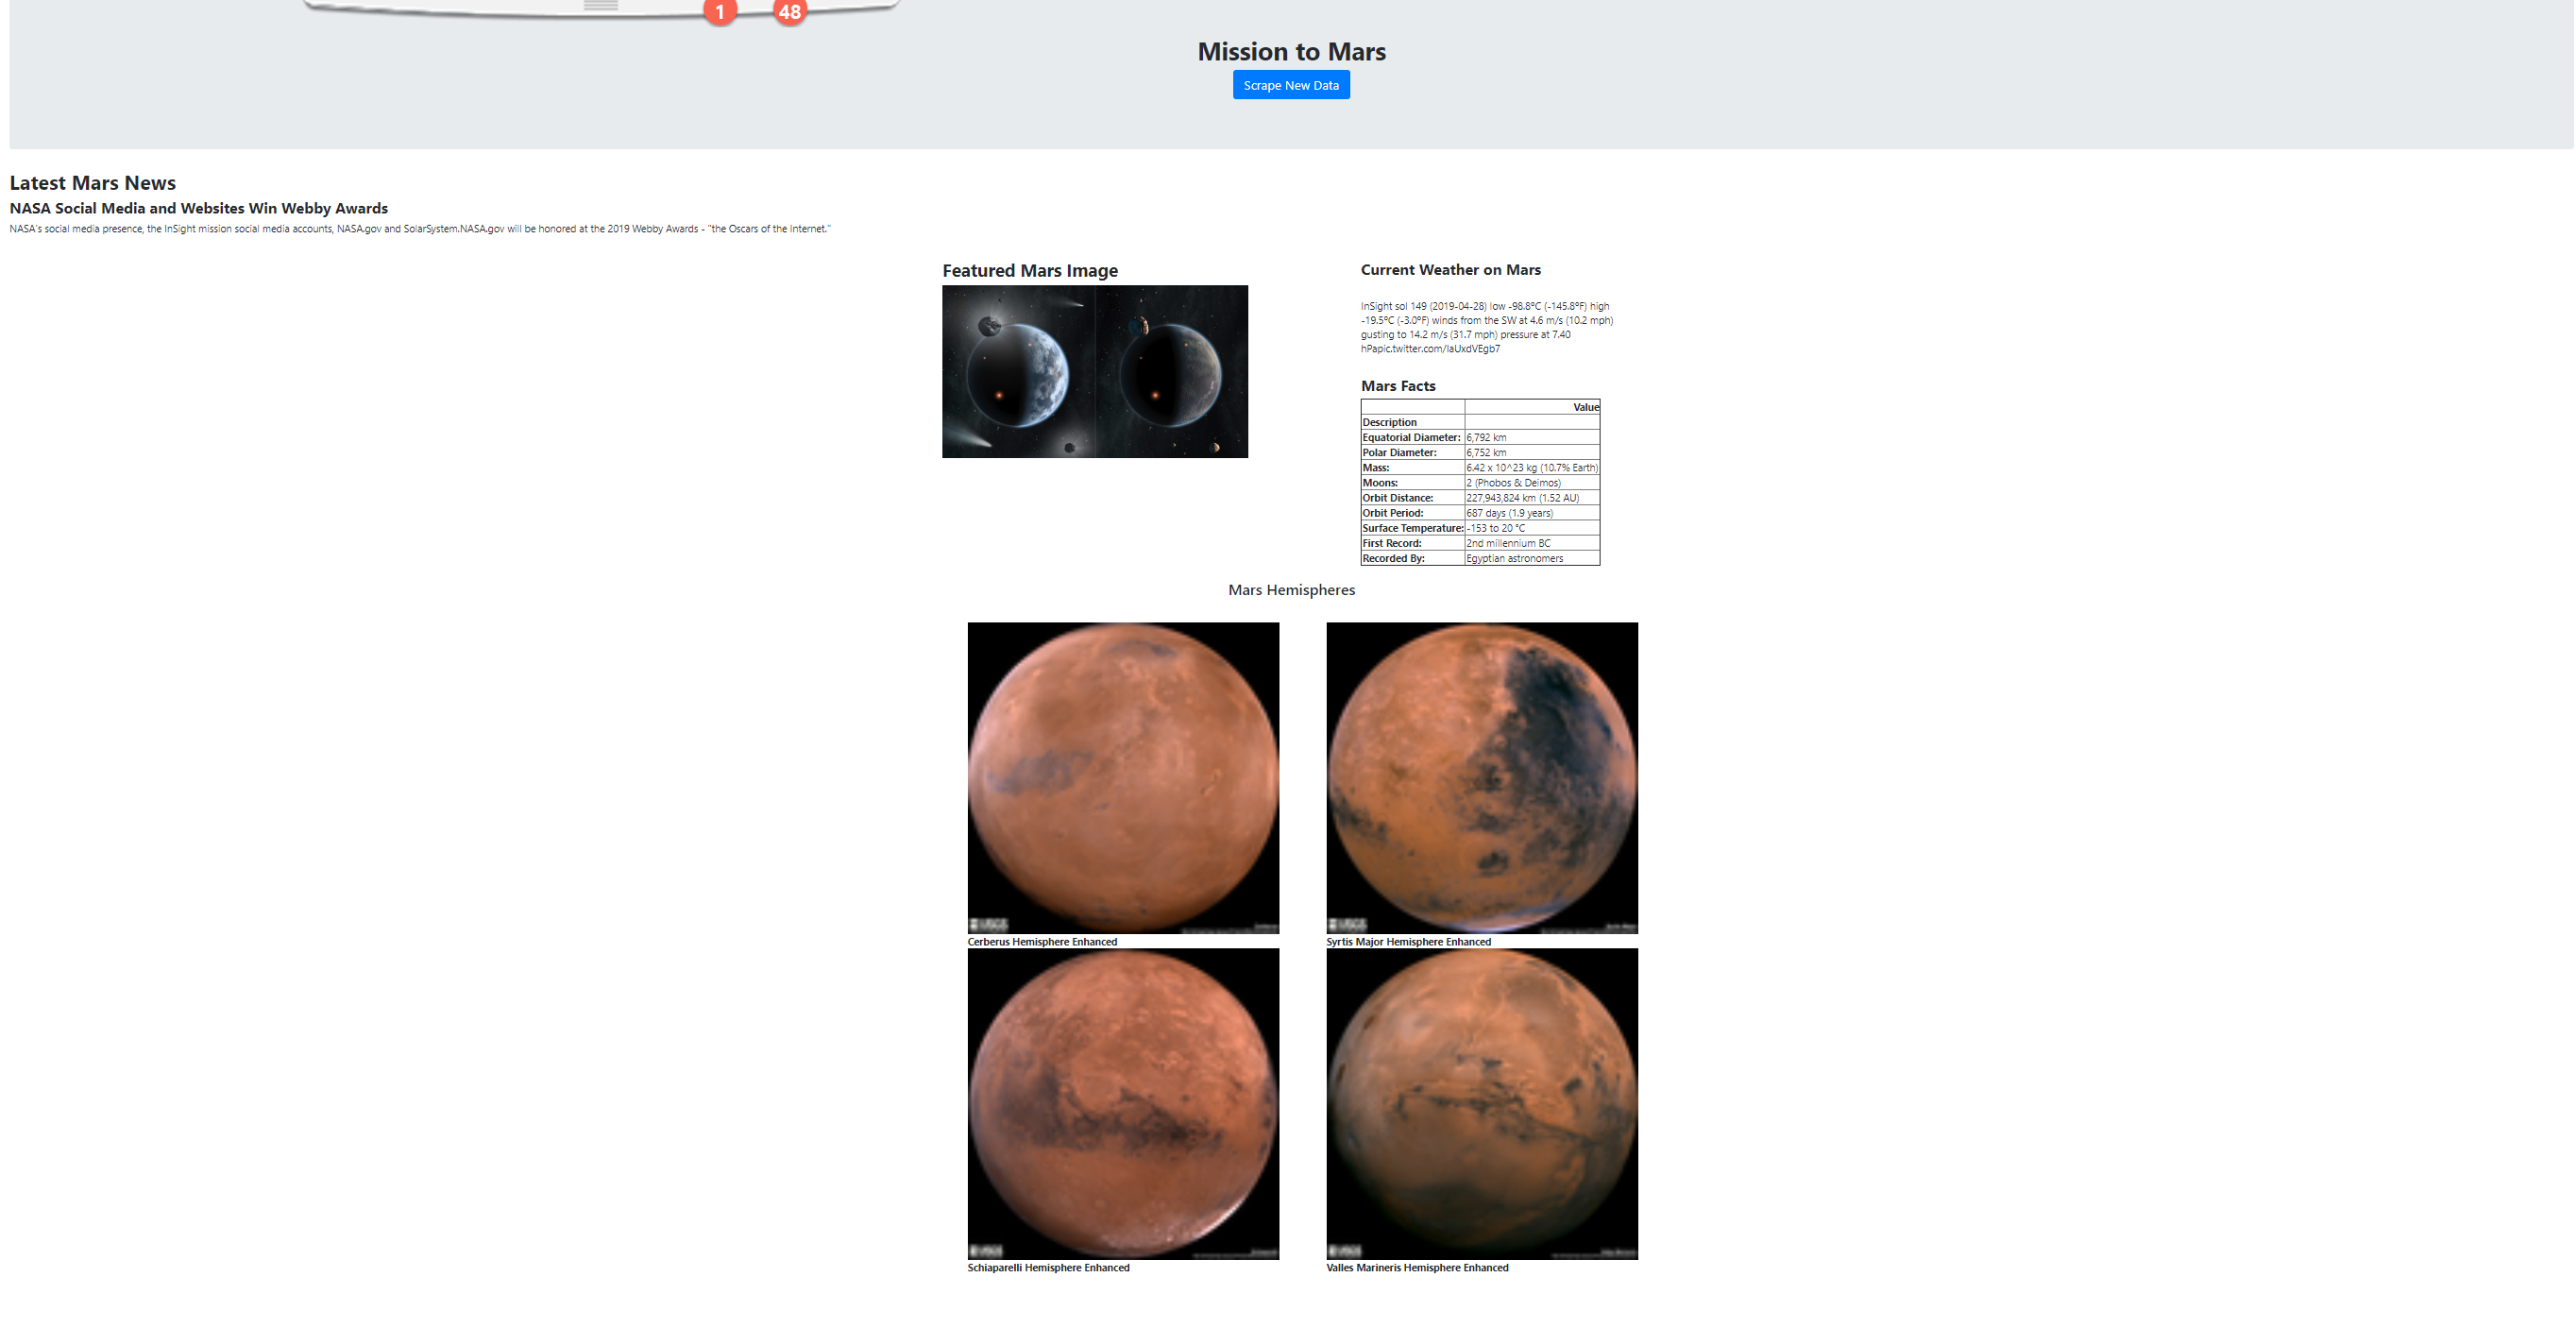 1 48
Mission to Mars
Scrape New Data
Latest Mars News
NASA Social Media and Websites Win Webby Awards
NASA's social media presence, the InSight mission social media accounts, NASA.gov and SolarSystem.NASA.gov will be honored at the 2019 Webby Awards - "the Oscars of the Internet."
Featured Mars Image
Current Weather on Mars
InSight sol 149 (2019-04-28) low -98.8ºC (-145.8ºF) high
-19.5ºC (-3.0ºF) winds from the SW at 4.6 m/s (10.2 mph)
gusting to 14.2 m/s (31.7 mph) pressure at 7.40
hPapic.twitter.com/laUxdVEgb7
Mars Facts
Value
Description
Equatorial Diameter: 6,792 km
Polar Diameter: 6,752 km
Mass: 6.42 x 10^23 kg (10.7% Earth)
Moons: 2 (Phobos & Deimos)
Orbit Distance: 227,943,824 km (1.52 AU)
Orbit Period: 687 days (1.9 years)
Surface Temperature: -153 to 20 °C
First Record: 2nd millennium BC
Recorded By: Egyptian astronomers
Mars Hemispheres
USGS
USGS
Cerberus Hemisphere Enhanced
Syrtis Major Hemisphere Enhanced
USGS
USGS
Schiaparelli Hemisphere Enhanced
Valles Marineris Hemisphere Enhanced